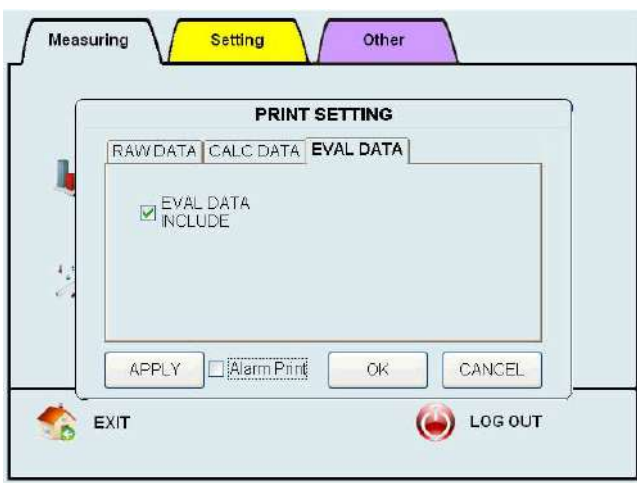 Measuring Setting Other
PRINT SETTING
RAW DATA CALC DATA EVAL DATA
EVAL DATA
INCLUDE
APPLY Alarm Print OK CANCEL
EXIT LOG OUT